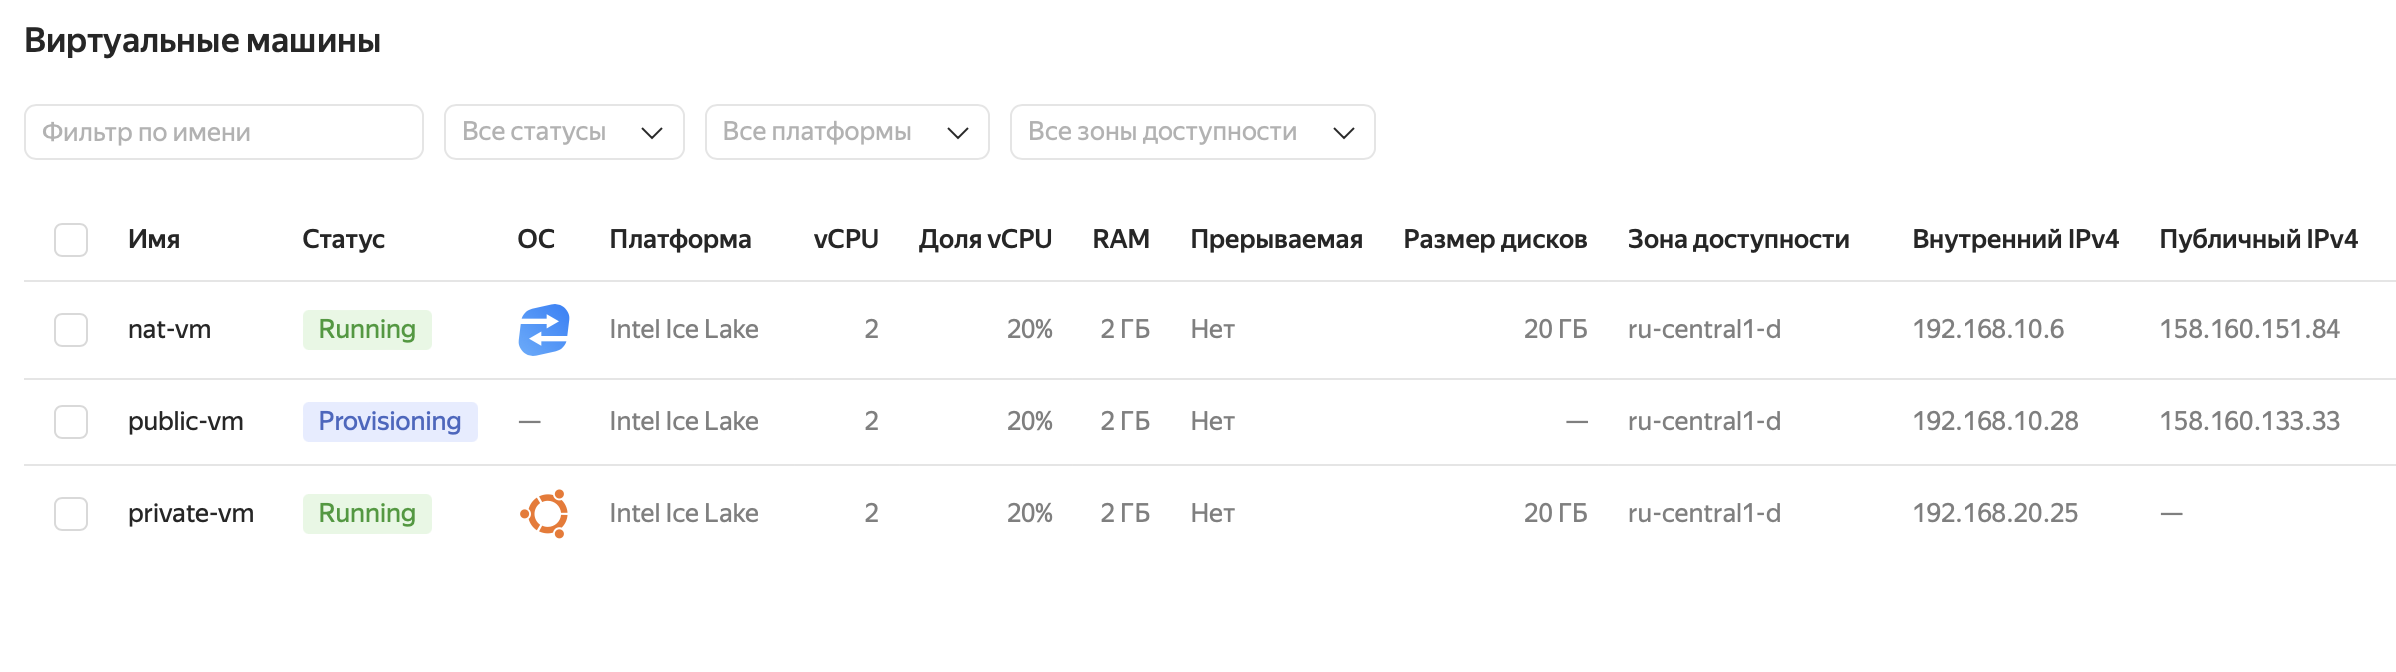 Виртуальные машины
Фильтр по имени Все статусы Все платформы Все зоны доступности
Имя Статус ОС Платформа vCPU Доля vCPU RAM Прерываемая Размер дисков Зона доступности Внутренний IPv4 Публичный IPv4
nat-vm Running Intel Ice Lake 2 20% 2 ГБ Нет 20 ГБ ru-central1-d 192.168.10.6 158.160.151.84
public-vm Provisioning — Intel Ice Lake 2 20% 2 ГБ Нет — ru-central1-d 192.168.10.28 158.160.133.33
private-vm Running Intel Ice Lake 2 20% 2 ГБ Нет 20 ГБ ru-central1-d 192.168.20.25 —